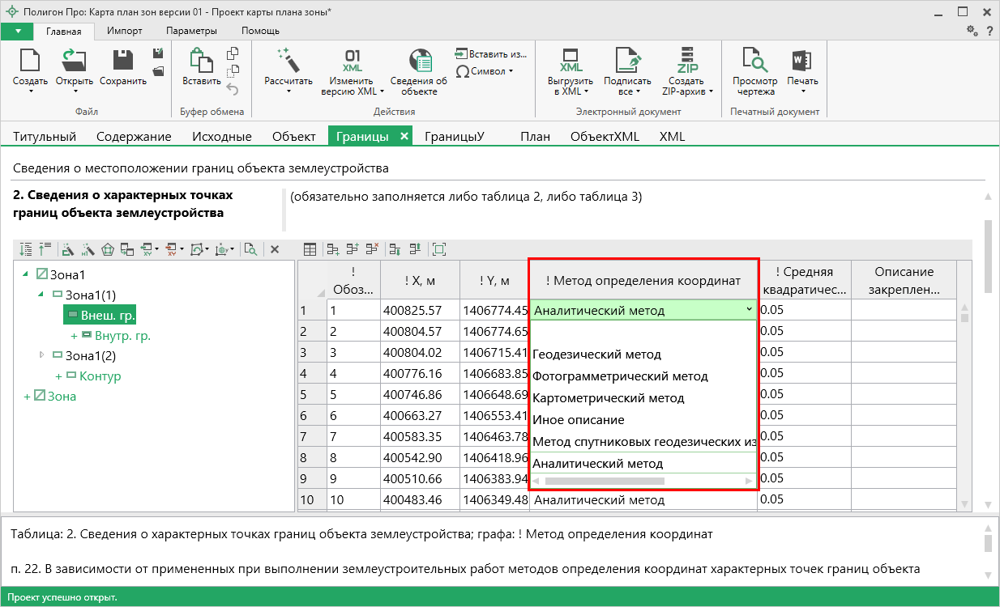 Полигон Про: Карта план зон версии 01 - Проект карты плана зоны*
Главная Импорт Параметры Помощь ?
Создать Открыть Сохранить
Файл
Вставить
Буфер обмена
Рассчитать
01 XML
Изменить версию XML
Сведения об объекте
Вставить из...
Символ
Действия
XML
Выгрузить в XML
Подписать все
ZIP
Создать ZIP-архив
Электронный документ
Просмотр чертежа
W
Печать
Печатный документ
Титульный Содержание Исходные Объект Границы ГраницыУ План ОбъектXML XML
Сведения о местоположении границ объекта землеустройства
2. Сведения о характерных точках
границ объекта землеустройства
(обязательно заполняется либо таблица 2, либо таблица 3)
Зона1
Зона1(1)
Внеш. гр.
+ Внутр. гр.
Зона1(2)
+ Контур
+ Зона
! Обоз... ! X, м ! Y, м ! Метод определения координат ! Средняя квадратичес... Описание закреплен...
1 1 400825.57 1406774.45 Аналитический метод 0.05
2 2 400804.57 1406774.65 0.05
3 3 400804.02 1406715.41 0.05
4 4 400776.16 1406683.85 0.05
5 5 400746.86 1406648.69 0.05
6 6 400663.27 1406553.41 0.05
7 7 400583.35 1406463.78 0.05
8 8 400542.90 1406418.96 0.05
9 9 400510.66 1406383.94 0.05
10 10 400483.46 1406349.48 Аналитический метод 0.05
Геодезический метод
Фотограмметрический метод
Картометрический метод
Иное описание
Метод спутниковых геодезических из
Аналитический метод
Таблица: 2. Сведения о характерных точках границ объекта землеустройства; графа: ! Метод определения координат
п. 22. В зависимости от примененных при выполнении землеустроительных работ методов определения координат характерных точек границ объекта
Проект успешно открыт.